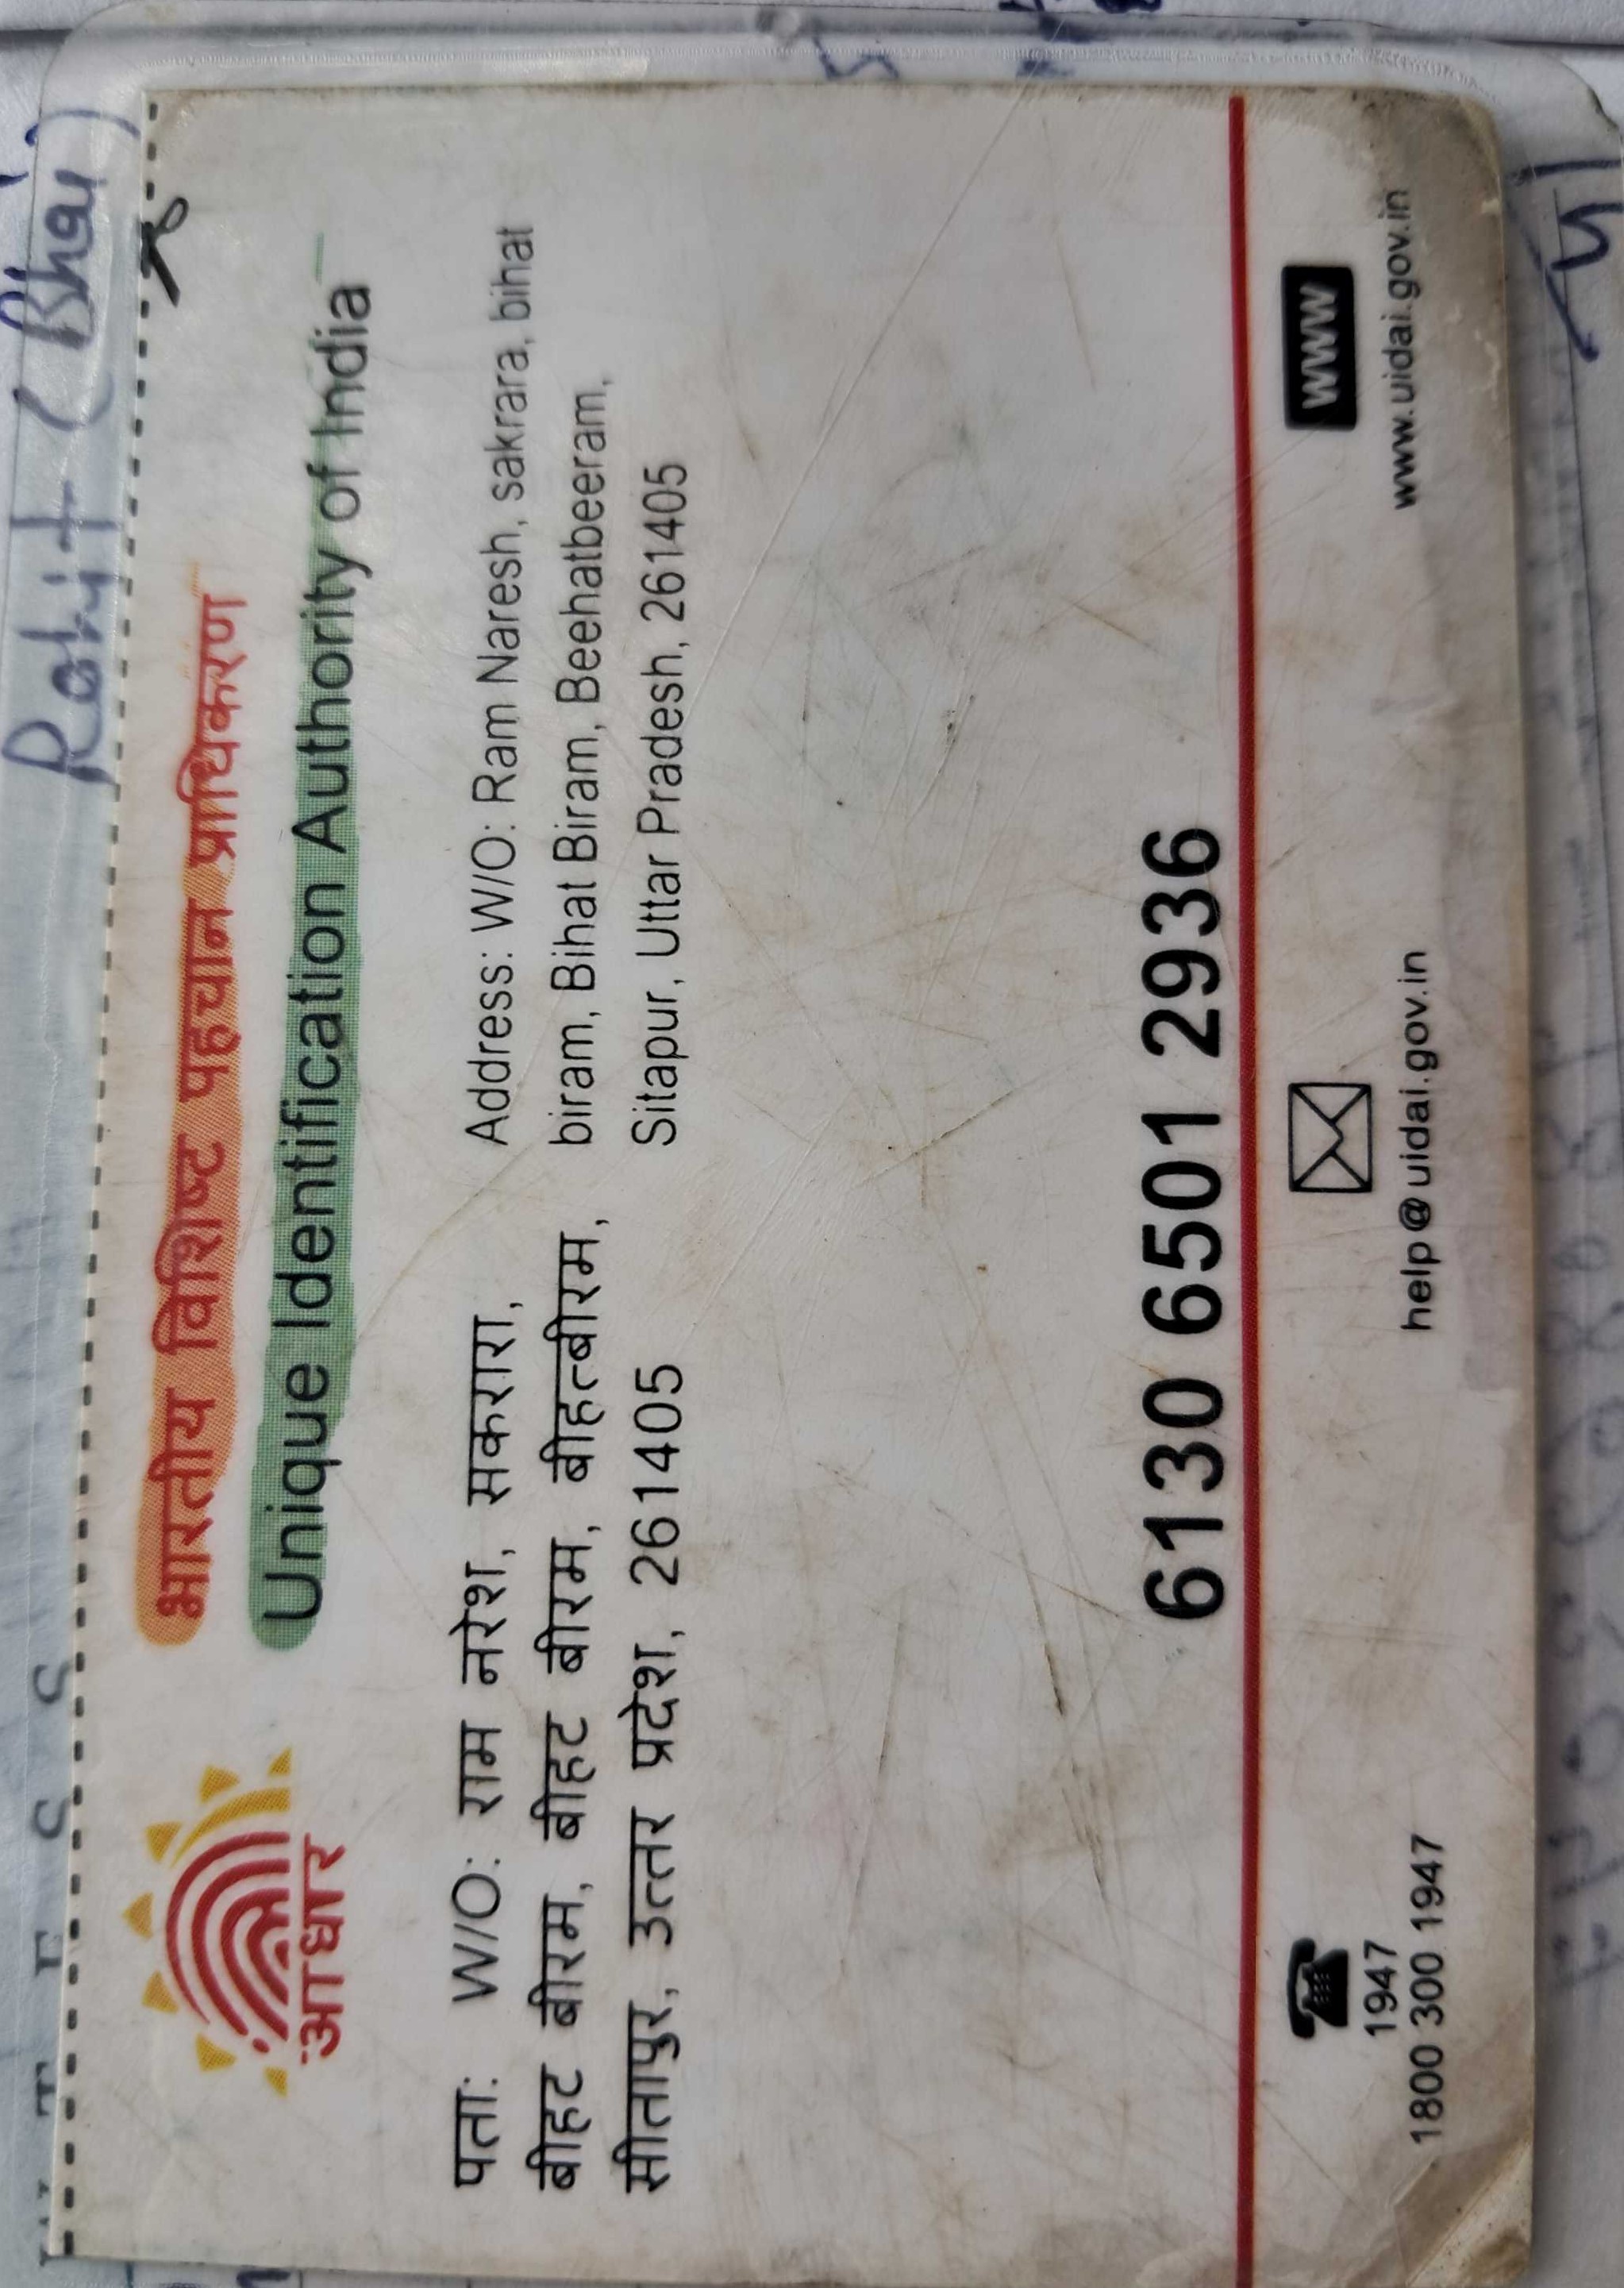 Rohit (Bhai)
भारतीय विशिष्ट पहचान प्राधिकरण
Unique Identification Authority of India
आधार
पता: W/O: राम नरेश, सकरारा,
बीहट बीरम, बीहट बीरम, बीहत्बीरम,
सीतापुर, उत्तर प्रदेश, 261405
Address: W/O: Ram Naresh, sakrara, bihat
biram, Bihat Biram, Beehatbeeram,
Sitapur, Uttar Pradesh, 261405
6130 6501 2936
1947
1800 300 1947
help@uidai.gov.in
WWW
www.uidai.gov.in